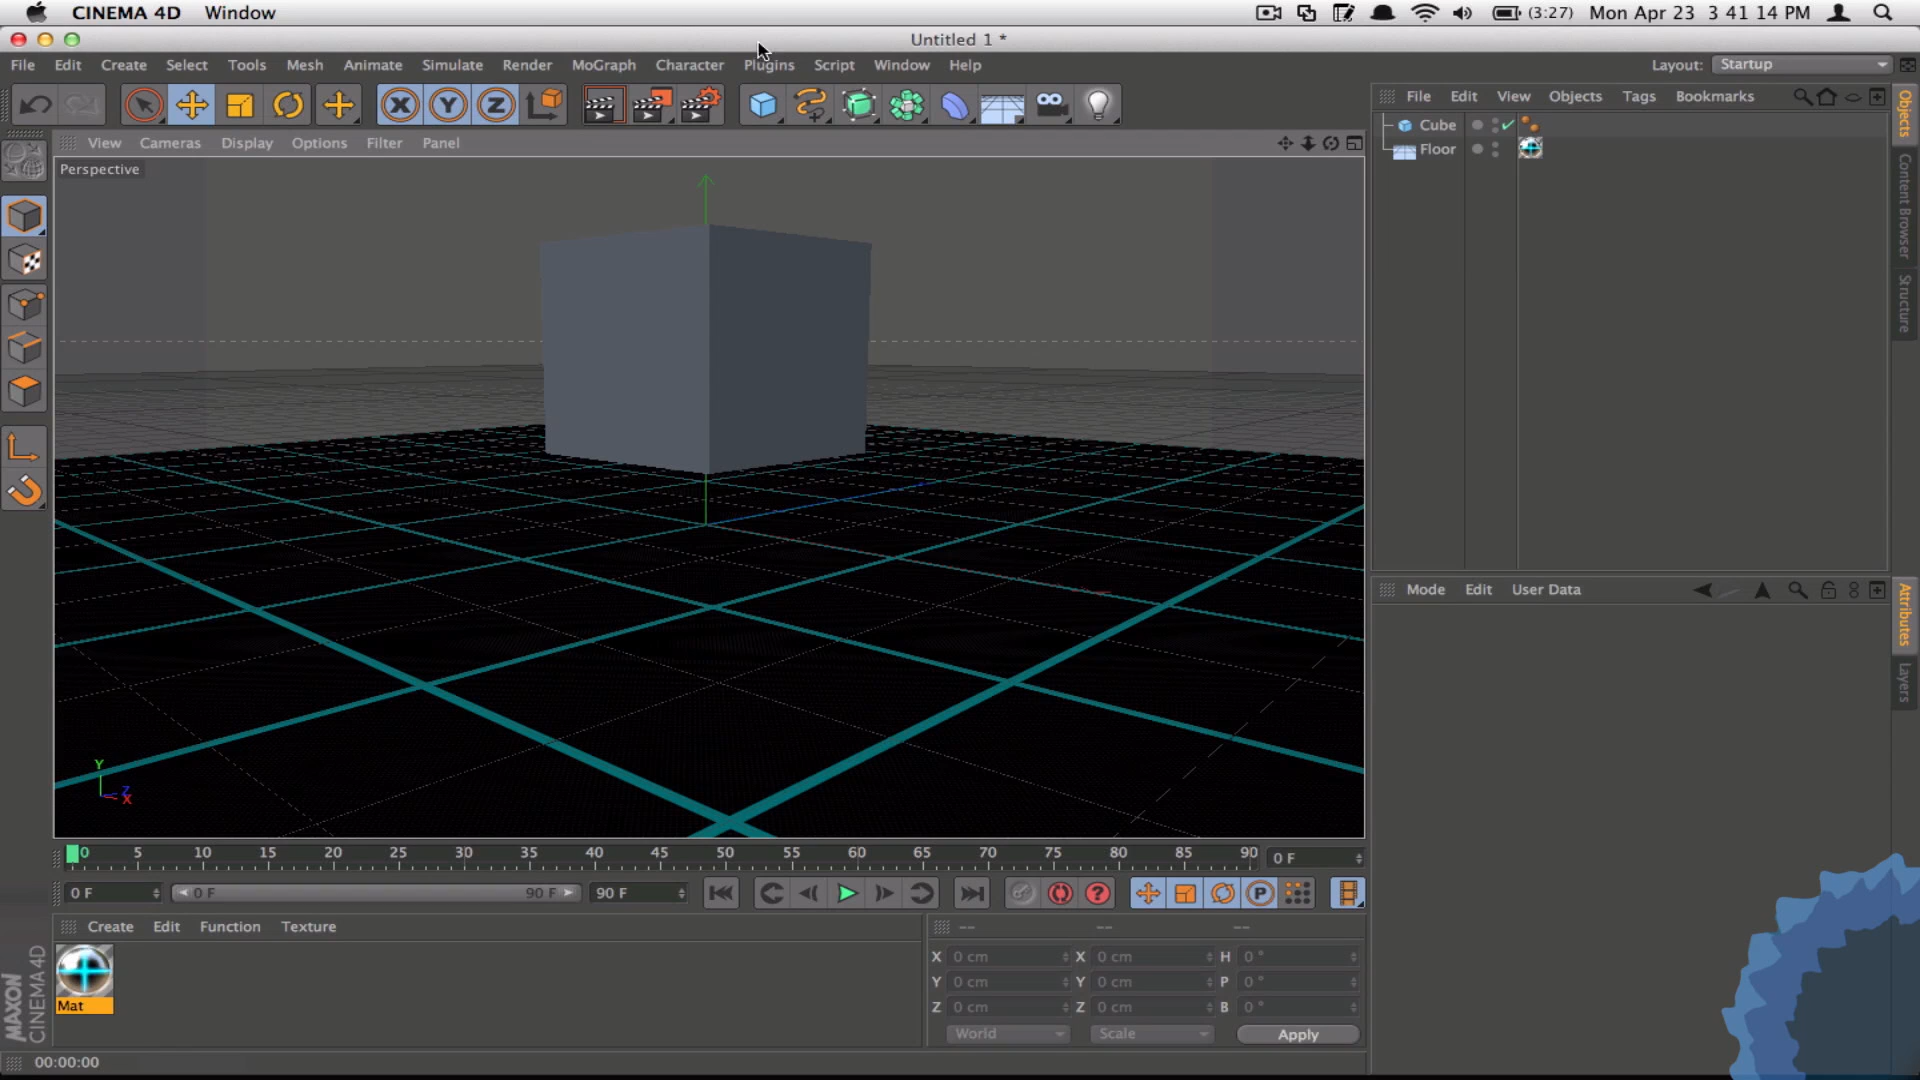 CINEMA 4D Window (3:27) Mon Apr 23 3 41 14 PM
Untitled 1 *
File Edit Create Select Tools Mesh Animate Simulate Render MoGraph Character Plugins Script Window Help Layout: Startup
X Y Z
File Edit View Objects Tags Bookmarks
Objects
Content Browser
Structure
View Cameras Display Options Filter Panel
Perspective
Cube
Floor
Mode Edit User Data
Attributes
Layers
Y
Z
X
0 5 10 15 20 25 30 35 40 45 50 55 60 65 70 75 80 85 90 0 F
0 F 0 F 90 F 90 F ? P
Create Edit Function Texture -- -- --
X 0 cm X 0 cm H 0 °
Y 0 cm Y 0 cm P 0 °
Z 0 cm Z 0 cm B 0 °
World Scale Apply
Mat
MAXON
CINEMA 4D
00:00:00